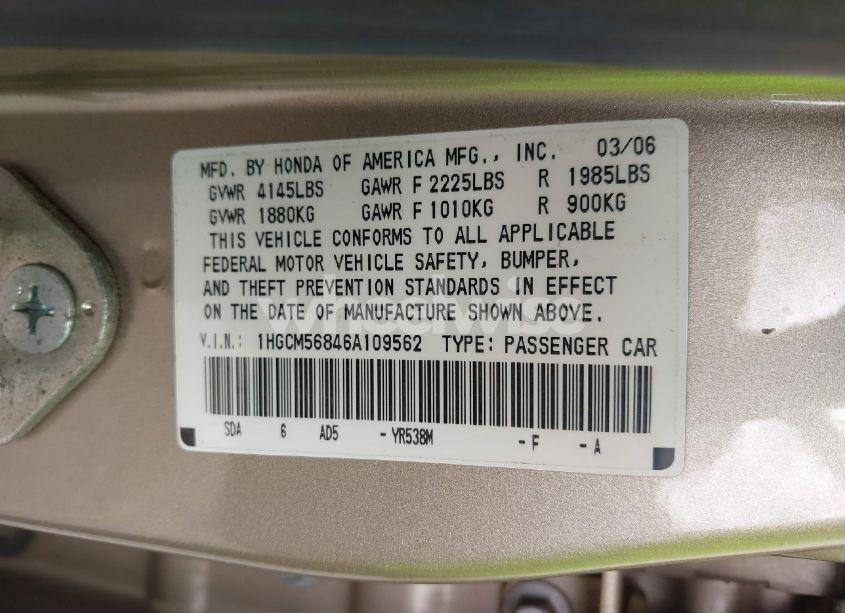 MFD. BY HONDA OF AMERICA MFG., INC. 03/06
GVWR 4145LBS GAWR F 2225LBS R 1985LBS
GVWR 1880KG GAWR F 1010KG R 900KG
THIS VEHICLE CONFORMS TO ALL APPLICABLE
FEDERAL MOTOR VEHICLE SAFETY, BUMPER,
AND THEFT PREVENTION STANDARDS IN EFFECT
ON THE DATE OF MANUFACTURE SHOWN ABOVE.
wheelwise
V.I.N.: 1HGCM56846A109562 TYPE: PASSENGER CAR
SDA 6 AD5 -YR538M -F -A